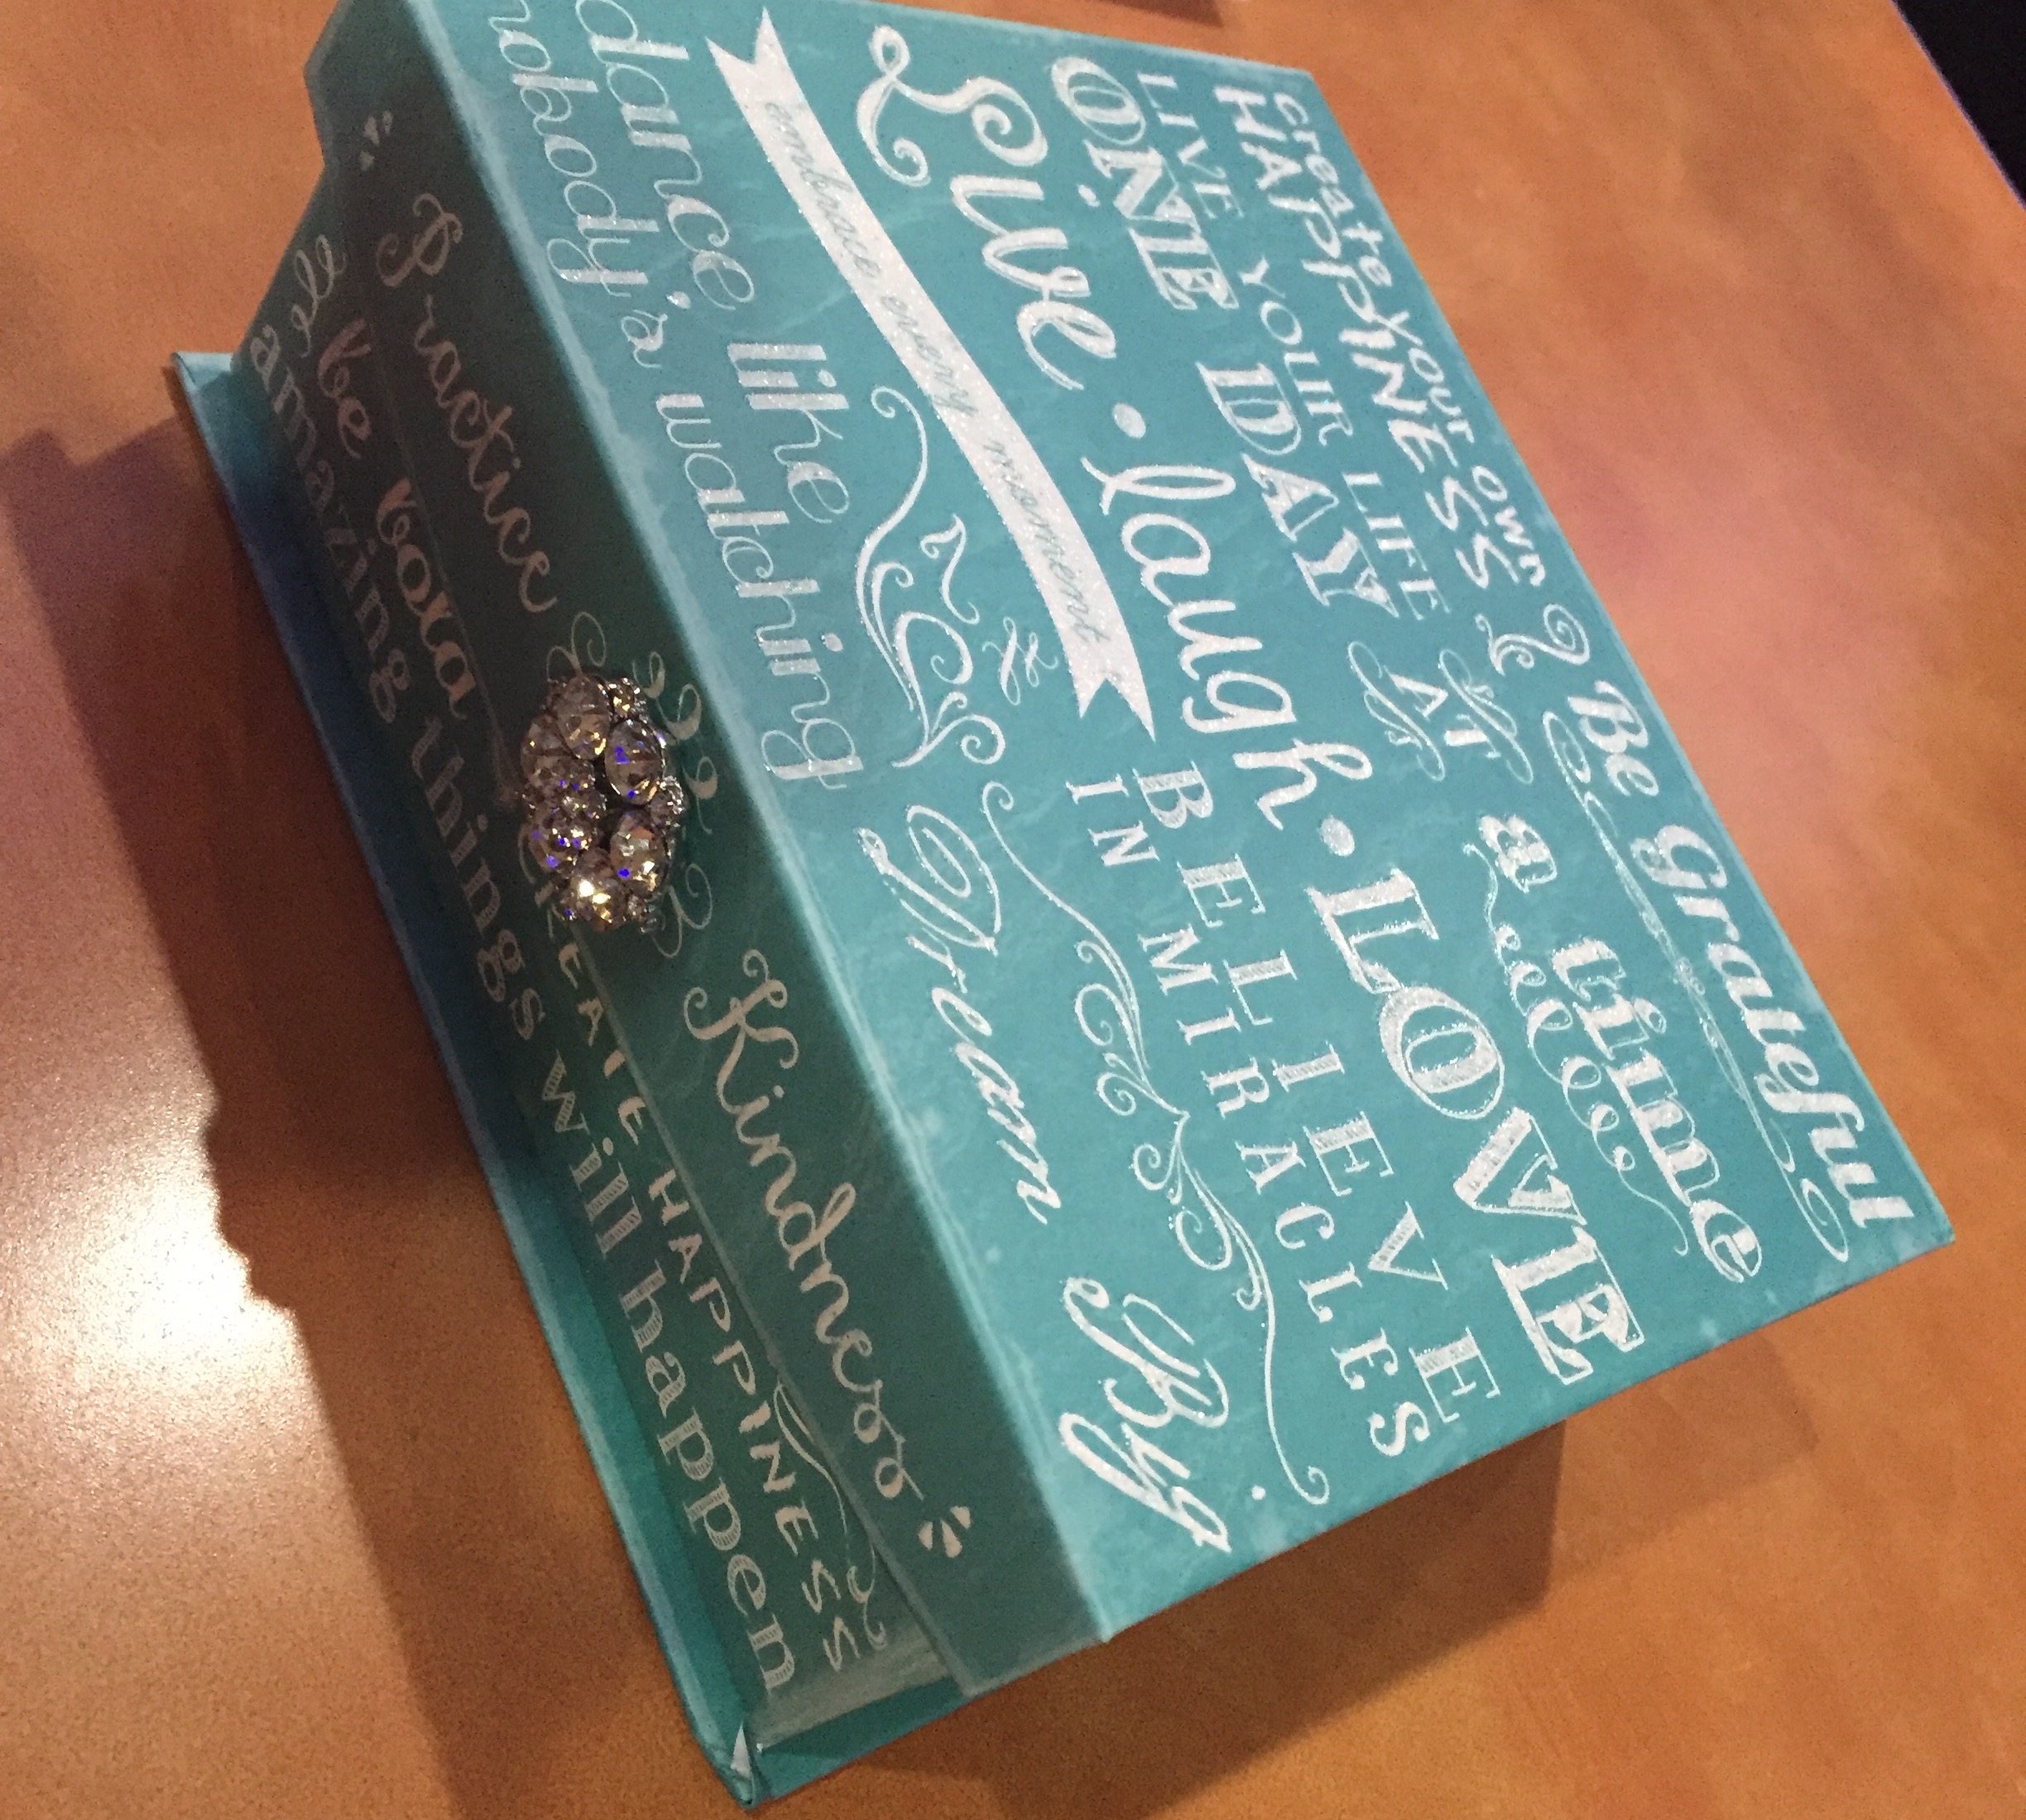 create your own
HAPPINESS
Be Grateful
LIVE YOUR LIFE AT
ONE DAY
a time
Live • laugh • LOVE
embrace every moment
BELIEVE
IN MIRACLES
dance like
nobody's watching
Dream Big
Practice Kindness
be
CREATE HAPPINESS
amazing things will happen